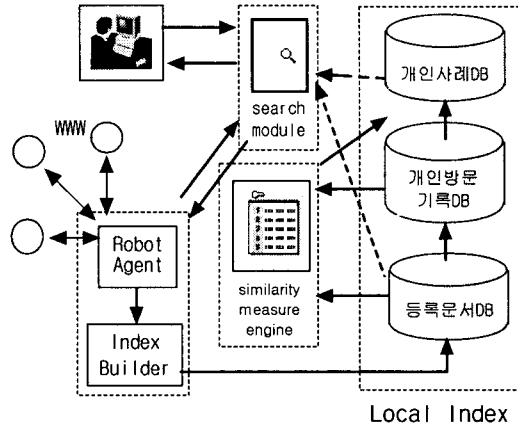 search
module
개인사례DB
WWW
개인방문
기록DB
Robot
Agent
similarity
measure
engine
등록문서DB
Index
Builder
Local Index